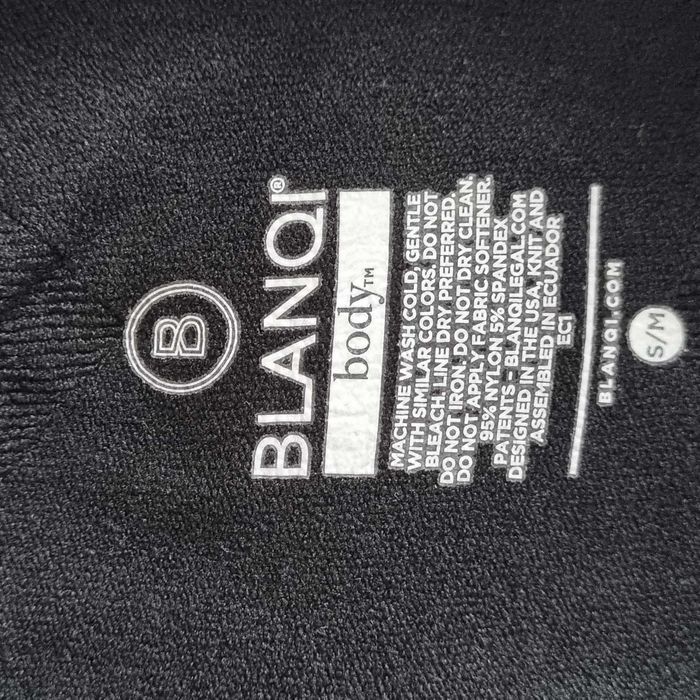 B
BLANQI®
body™
MACHINE WASH COLD, GENTLE
WITH SIMILAR COLORS, DO NOT
BLEACH. LINE DRY PREFERRED.
DO NOT IRON. DO NOT DRY CLEAN.
DO NOT APPLY FABRIC SOFTENER.
95% NYLON 5% SPANDEX
PATENTS - BLANQILEGAL.COM
DESIGNED IN THE USA, KNIT AND
ASSEMBLED IN ECUADOR
EC1
BLANQI.COM
S/M